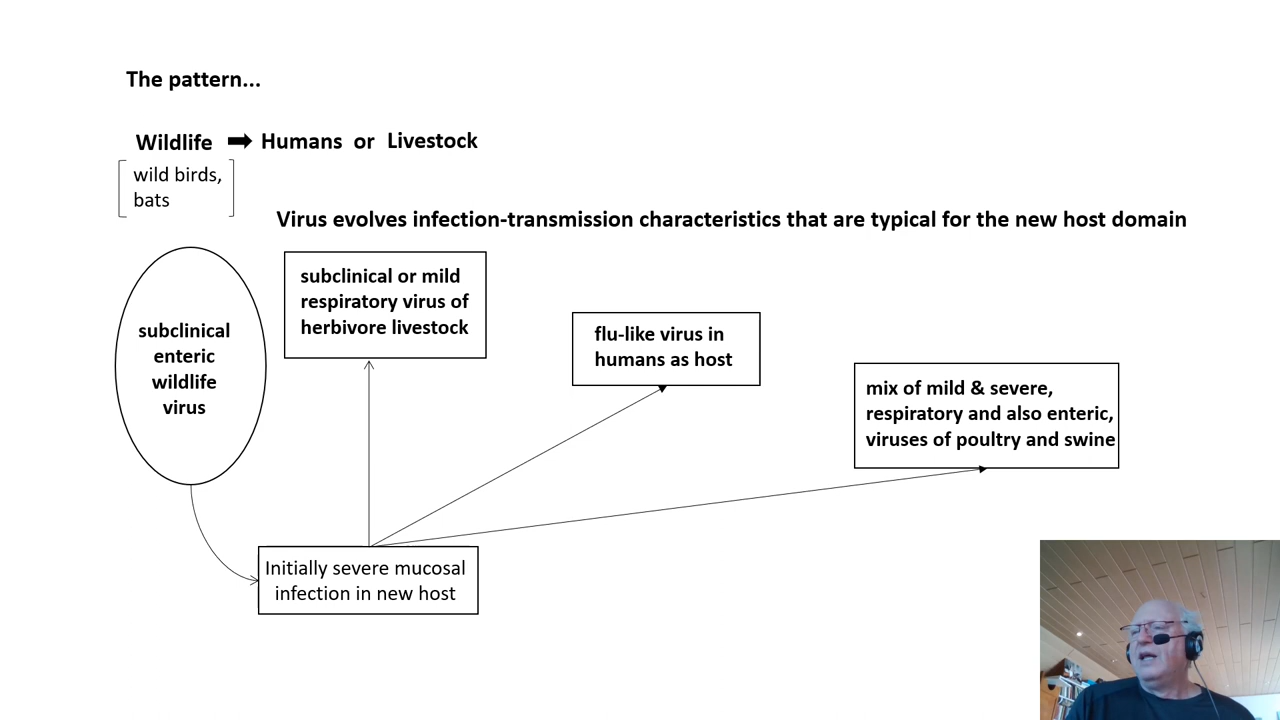 The pattern...
Wildlife ➡ Humans or Livestock
wild birds,
bats
Virus evolves infection-transmission characteristics that are typical for the new host domain
subclinical
enteric
wildlife
virus
subclinical or mild
respiratory virus of
herbivore livestock
flu-like virus in
humans as host
mix of mild & severe,
respiratory and also enteric,
viruses of poultry and swine
Initially severe mucosal
infection in new host